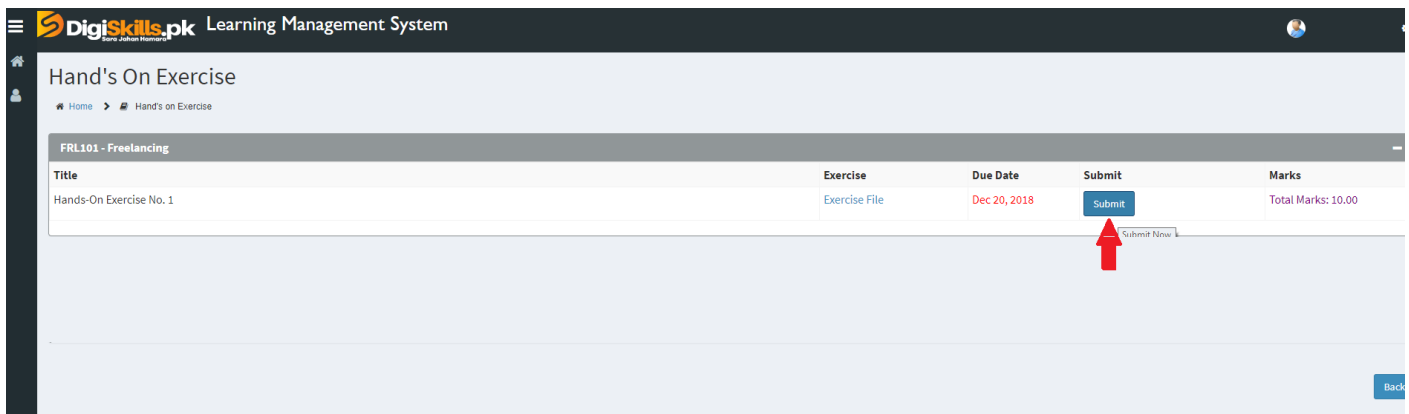 DigiSkills.pk Learning Management System
Sara Jahan Hamara
Hand's On Exercise
Home > Hand's on Exercise
FRL101 - Freelancing
Title Exercise Due Date Submit Marks
Hands-On Exercise No. 1 Exercise File Dec 20, 2018 Submit Total Marks: 10.00
Submit Now
Back